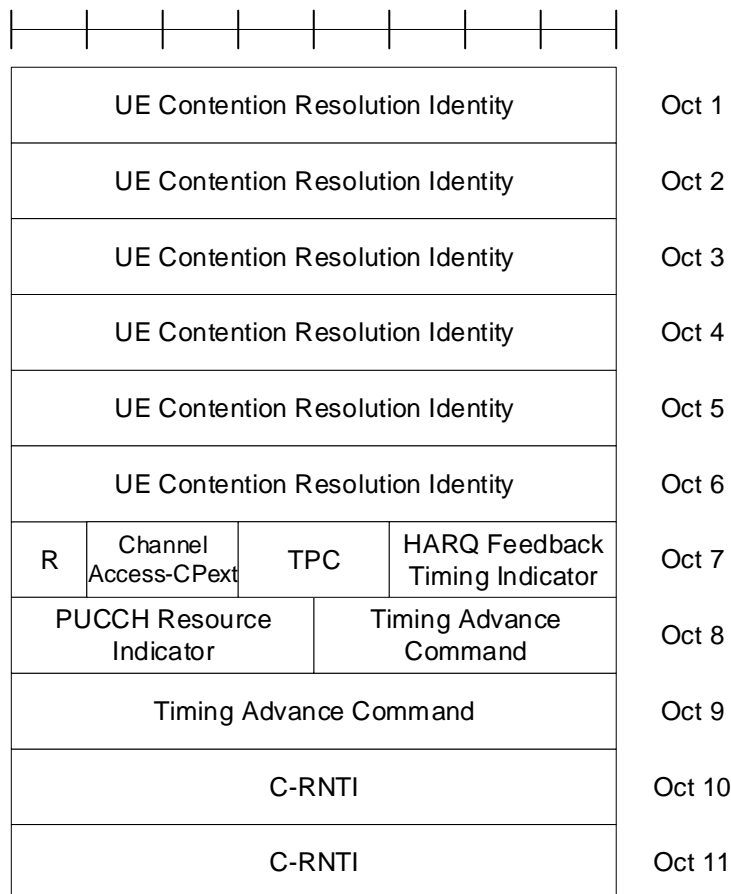 UE Contention Resolution Identity Oct 1
UE Contention Resolution Identity Oct 2
UE Contention Resolution Identity Oct 3
UE Contention Resolution Identity Oct 4
UE Contention Resolution Identity Oct 5
UE Contention Resolution Identity Oct 6
R
Channel
Access-CPext
TPC
HARQ Feedback
Timing Indicator
Oct 7
PUCCH Resource
Indicator
Timing Advance
Command
Oct 8
Timing Advance Command Oct 9
C-RNTI Oct 10
C-RNTI Oct 11